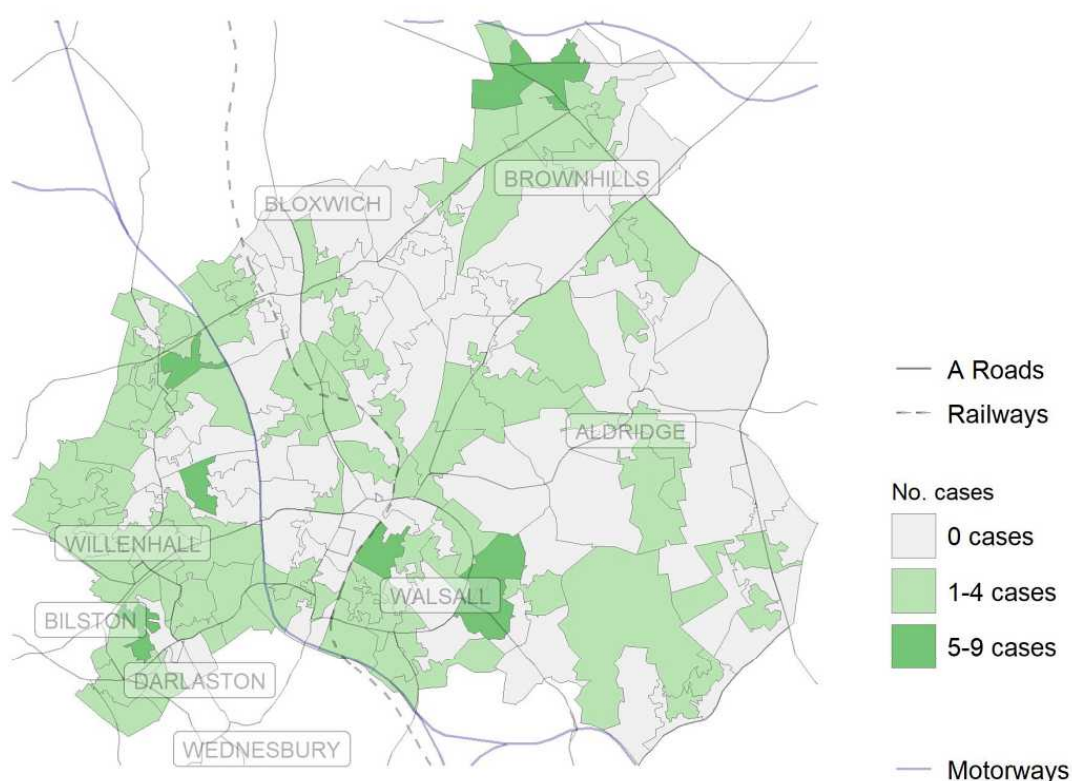 BROWNHILLS
BLOXWICH
ALDRIDGE
WILLENHALL
WALSALL
BILSTON
DARLASTON
WEDNESBURY
A Roads
Railways
No. cases
0 cases
1-4 cases
5-9 cases
Motorways